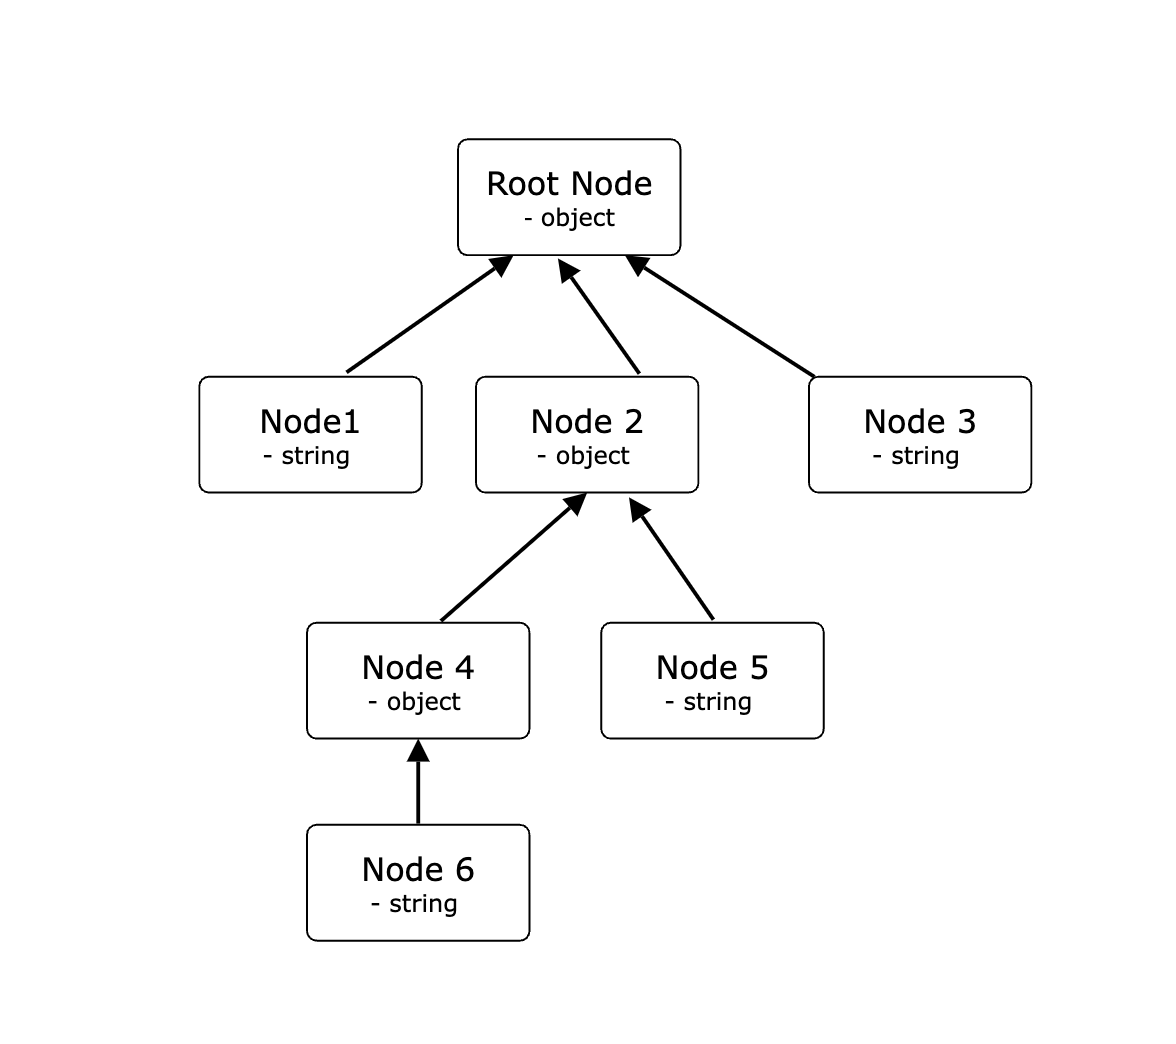 Root Node
- object
Node1
- string
Node 2
- object
Node 3
- string
Node 4
- object
Node 5
- string
Node 6
- string